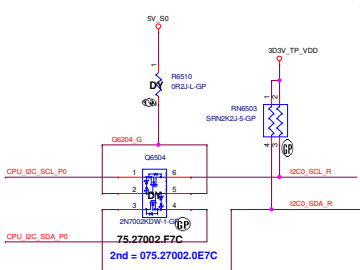 5V_S0
3D3V_TP_VDD
1
R6510
DY
0R2J-L-GP
RN6503
SRN2K2J-5-GP
1 2
GP
4 3
Q6204_G
Q6504
CPU_I2C_SCL_P0
1 6
I2C0_SCL_R
2 5
DY
3 4
I2C0_SDA_R
2N7002KDW-1-GP
GP
CPU_I2C_SDA_P0
75.27002.F7C
2nd = 075.27002.0E7C